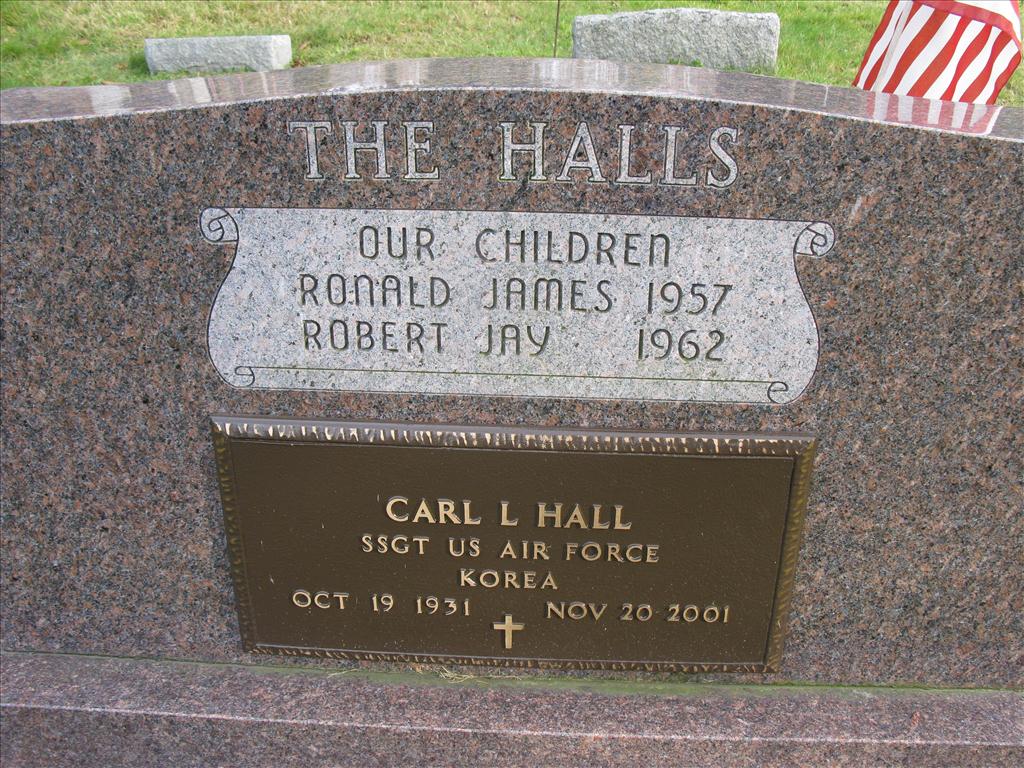 THE HALLS
OUR CHILDREN
RONALD JAMES 1957
ROBERT JAY 1962
CARL L HALL
SSGT US AIR FORCE
KOREA
OCT 19 1931 NOV 20 2001